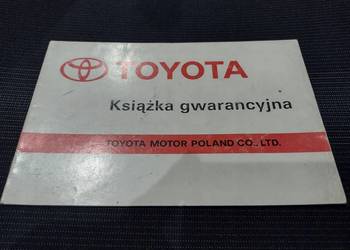 TOYOTA
Książka gwarancyjna
TOYOTA MOTOR POLAND CO., LTD.